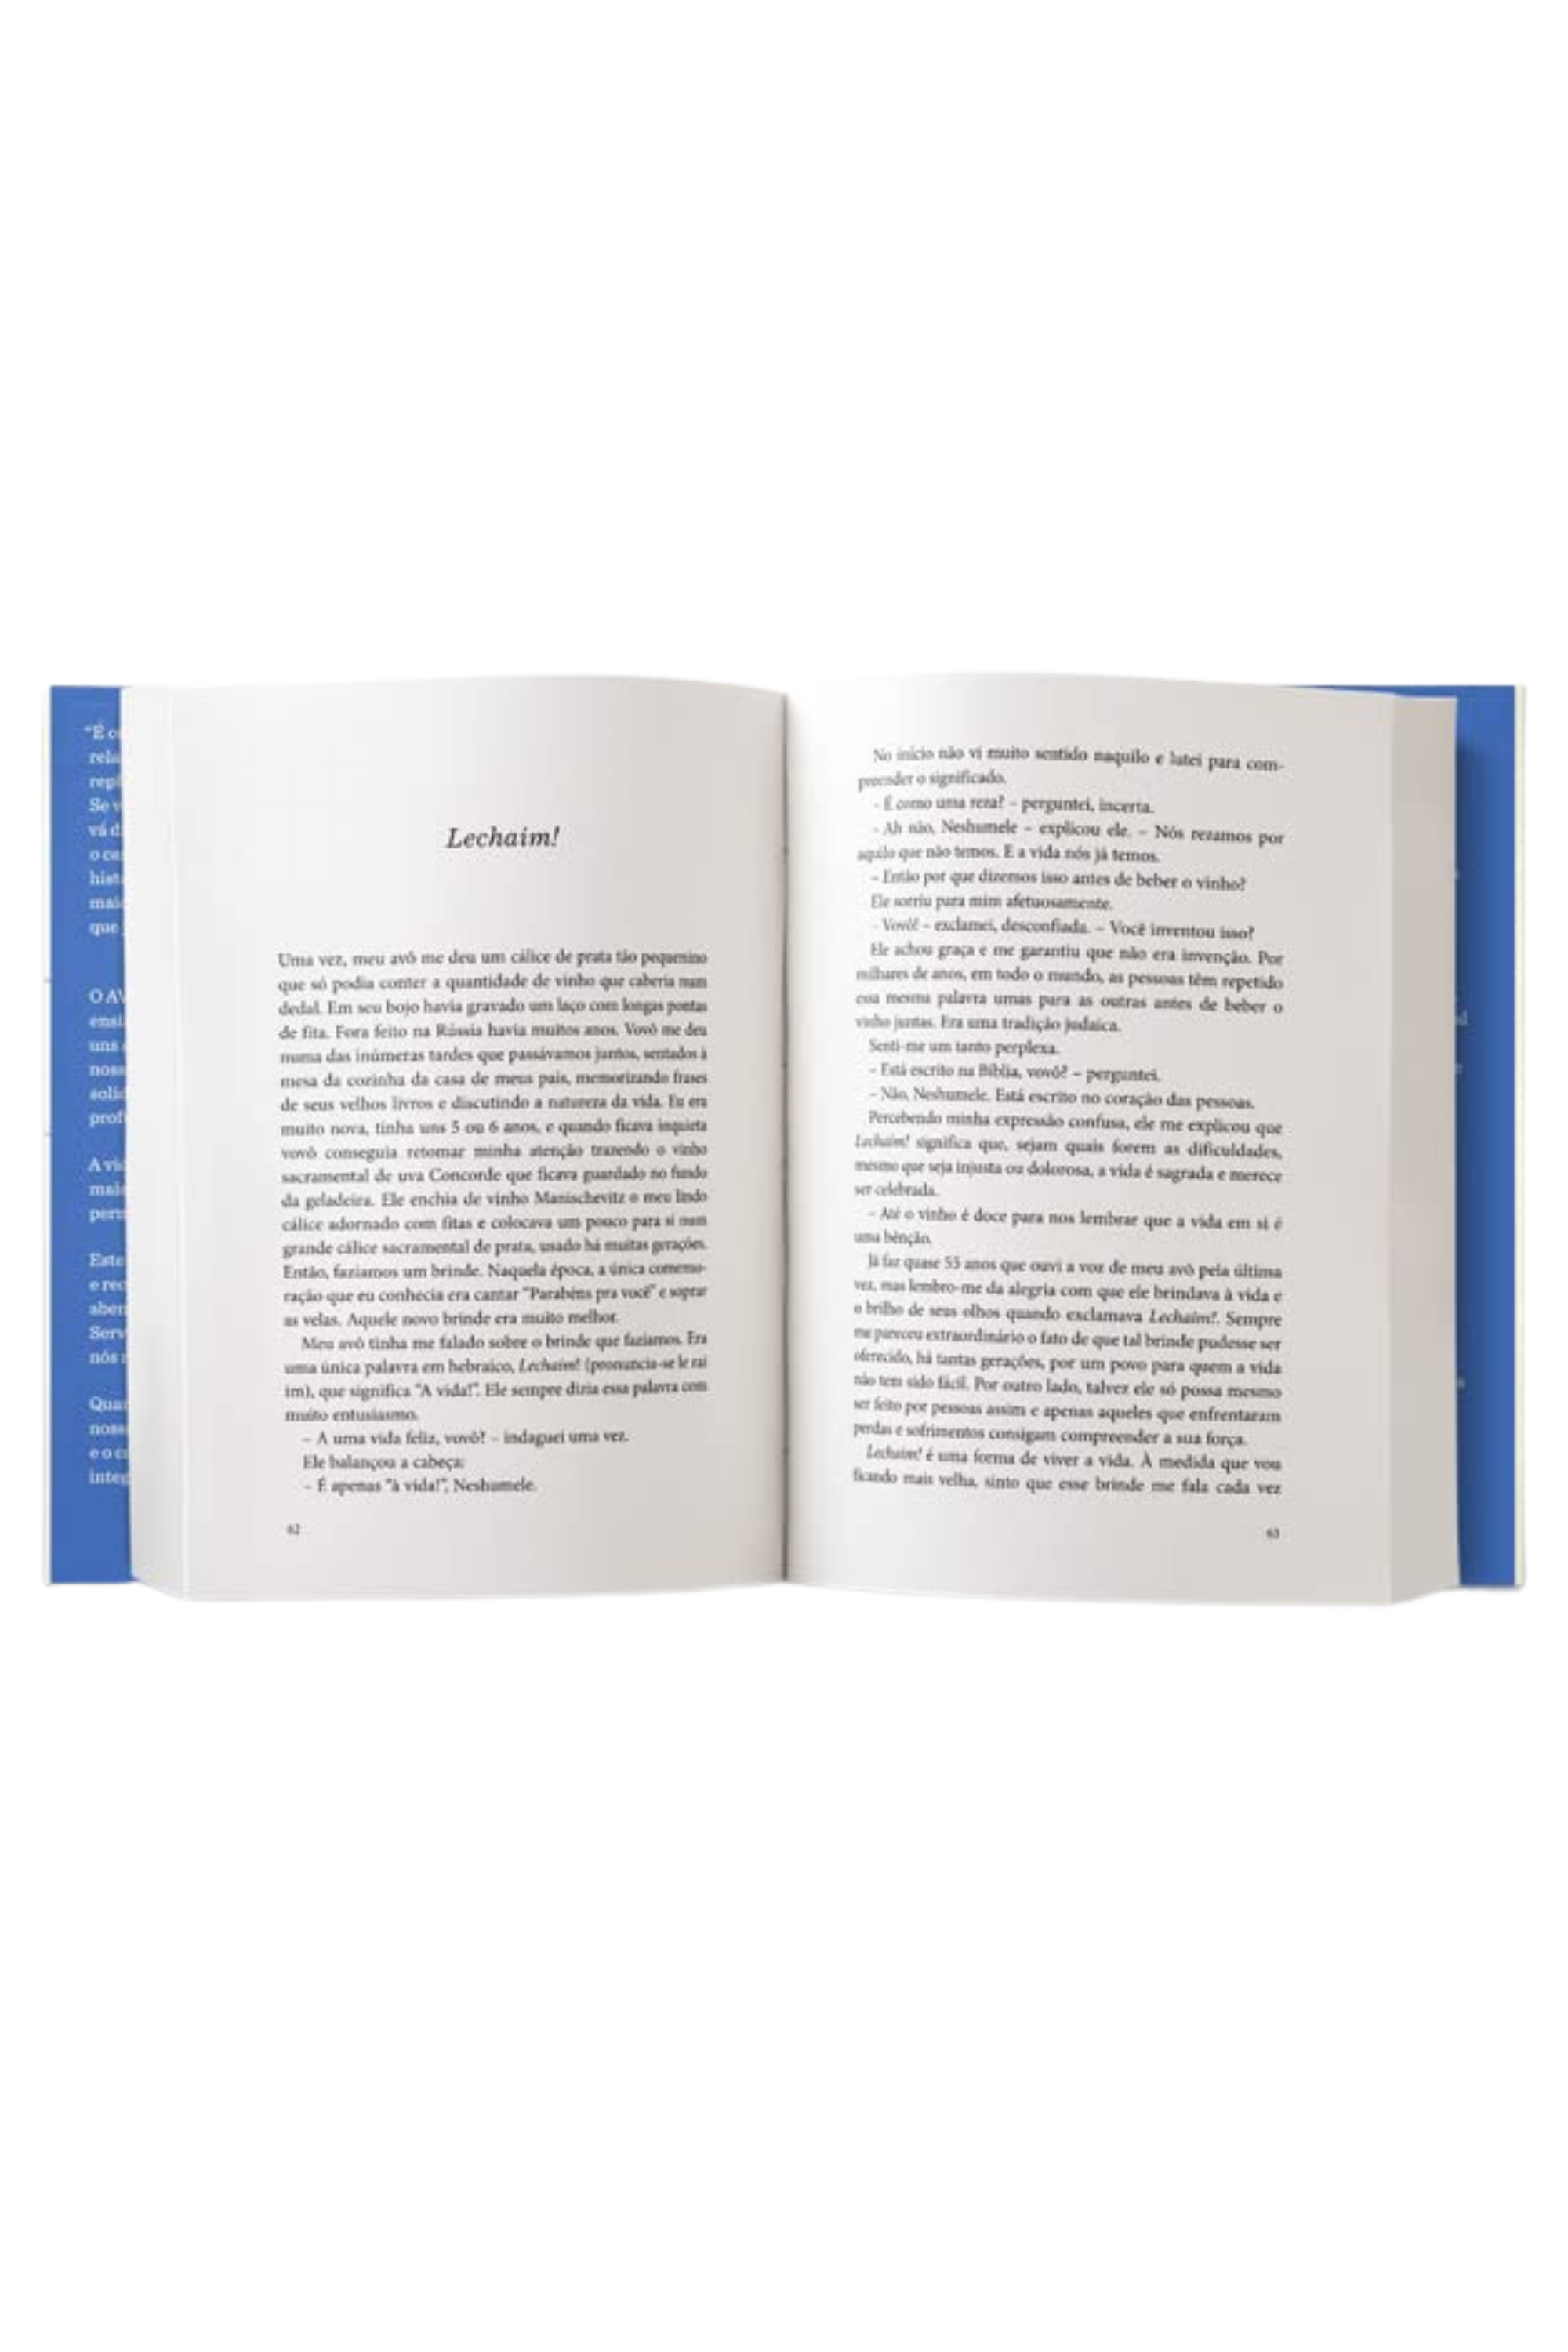 "É
rela
Se v
vá d
o ca
hist
maio
que
O AV
ensi
uns
noss
solid
prof
A vid
mais
perm
Este
e rec
aben
Serv
nós
Quan
noss
e o c
integ
Lechaim!
Uma vez, meu avô me deu um cálice de prata tão pequenino
que só podia conter a quantidade de vinho que caberia num
dedal. Em seu bojo havia gravado um laço com longas pontas
de fita. Fora feito na Rússia havia muitos anos. Vovô me deu
numa das inúmeras tardes que passávamos juntos, sentados à
mesa da cozinha da casa de meus pais, memorizando frases
de seus velhos livros e discutindo a natureza da vida. Eu era
muito nova, tinha uns 5 ou 6 anos, e quando ficava inquieta
vovô conseguia retomar minha atenção trazendo o vinho
sacramental de uva Concorde que ficava guardado no fundo
da geladeira. Ele enchia de vinho Manischevitz o meu lindo
cálice adornado com fitas e colocava um pouco para si num
grande cálice sacramental de prata, usado há muitas gerações.
Então, fazíamos um brinde. Naquela época, a única comemo-
ração que eu conhecia era cantar "Parabéns pra você" e soprar
as velas. Aquele novo brinde era muito melhor.
Meu avô tinha me falado sobre o brinde que fazíamos. Era
uma única palavra em hebraico, Lechaim! (pronuncia-se le rai
im), que significa "A vida!". Ele sempre dizia essa palavra com
muito entusiasmo.
– A uma vida feliz, vovô? – indaguei uma vez.
Ele balançou a cabeça:
– É apenas "à vida!", Neshumele.
62
No início não vi muito sentido naquilo e lutei para com-
preender o significado.
– É como uma reza? – perguntei, incerta.
– Ah não, Neshumele – explicou ele. – Nós rezamos por
aquilo que não temos. E a vida nós já temos.
– Então por que dizemos isso antes de beber o vinho?
Ele sorriu para mim afetuosamente.
– Vovô! – exclamei, desconfiada. – Você inventou isso?
Ele achou graça e me garantiu que não era invenção. Por
milhares de anos, em todo o mundo, as pessoas têm repetido
essa mesma palavra umas para as outras antes de beber o
vinho juntas. Era uma tradição judaica.
Senti-me um tanto perplexa.
– Está escrito na Bíblia, vovô? – perguntei.
– Não, Neshumele. Está escrito no coração das pessoas.
Percebendo minha expressão confusa, ele me explicou que
Lechaim! significa que, sejam quais forem as dificuldades,
mesmo que seja injusta ou dolorosa, a vida é sagrada e merece
ser celebrada.
– Até o vinho é doce para nos lembrar que a vida em si é
uma bênção.
Já faz quase 55 anos que ouvi a voz de meu avô pela última
vez, mas lembro-me da alegria com que ele brindava à vida e
o brilho de seus olhos quando exclamava Lechaim!. Sempre
me pareceu extraordinário o fato de que tal brinde pudesse ser
oferecido, há tantas gerações, por um povo para quem a vida
não tem sido fácil. Por outro lado, talvez ele só possa mesmo
ser feito por pessoas assim e apenas aqueles que enfrentaram
perdas e sofrimentos consigam compreender a sua força.
Lechaim! é uma forma de viver a vida. À medida que vou
ficando mais velha, sinto que esse brinde me fala cada vez
63